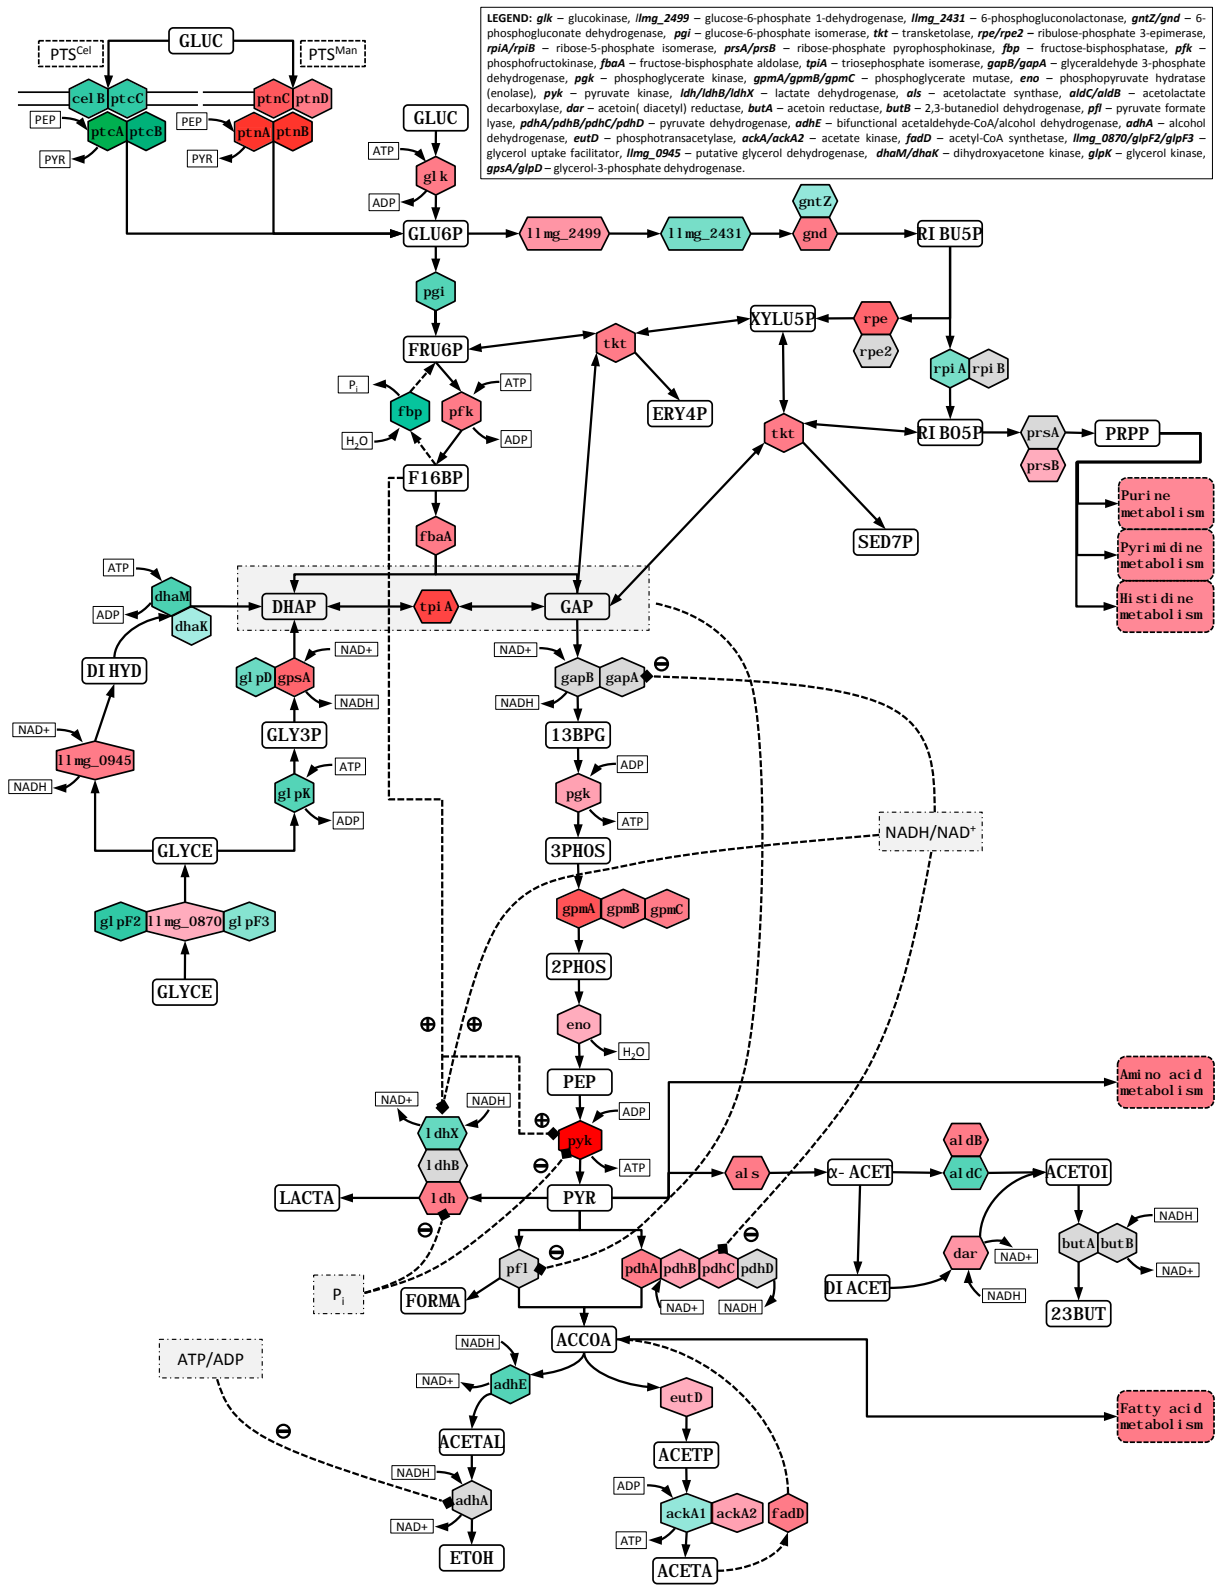 LEGEND: glk – glucokinase, llmg_2499 – glucose-6-phosphate 1-dehydrogenase, llmg_2431 – 6-phosphogluconolactonase, gntZ/gnd – 6-
phosphogluconate dehydrogenase, pgi – glucose-6-phosphate isomerase, tkt – transketolase, rpe/rpe2 – ribulose-phosphate 3-epimerase,
rpiA/rpiB – ribose-5-phosphate isomerase, prsA/prsB – ribose-phosphate pyrophosphokinase, fbp – fructose-bisphosphatase, pfk –
phosphofructokinase, fbaA – fructose-bisphosphate aldolase, tpiA – triosephosphate isomerase, gapB/gapA – glyceraldehyde 3-phosphate
dehydrogenase, pgk – phosphoglycerate kinase, gpmA/gpmB/gpmC – phosphoglycerate mutase, eno – phosphopyruvate hydratase
(enolase), pyk – pyruvate kinase, ldh/ldhB/ldhX – lactate dehydrogenase, als – acetolactate synthase, aldC/aldB – acetolactate
decarboxylase, dar – acetoin( diacetyl) reductase, butA – acetoin reductase, butB – 2,3-butanediol dehydrogenase, pfl – pyruvate formate
lyase, pdhA/pdhB/pdhC/pdhD – pyruvate dehydrogenase, adhE – bifunctional acetaldehyde-CoA/alcohol dehydrogenase, adhA – alcohol
dehydrogenase, eutD – phosphotransacetylase, ackA/ackA2 – acetate kinase, fadD – acetyl-CoA synthetase, llmg_0870/glpF2/glpF3 –
glycerol uptake facilitator, llmg_0945 – putative glycerol dehydrogenase, dhaM/dhaK – dihydroxyacetone kinase, glpK – glycerol kinase,
gpsA/glpD – glycerol-3-phosphate dehydrogenase.
PTS^Cel
GLUC
PTS^Man
celB ptcC
ptnC ptnD
PEP
ptcA ptcB
PEP
ptnA ptnB
PYR
PYR
GLUC
ATP
glk
ADP
GLU6P
llmg_2499
llmg_2431
gntZ
gnd
RIBU5P
pgi
XYLU5P
rpe
rpe2
FRU6P
tkt
rpiA rpiB
Pi
ATP
fbp
pfk
ERY4P
H2O
ADP
tkt
RIBO5P
prsA
prsB
PRPP
F16BP
Purine
metabolism
fbaA
SED7P
Pyrimidine
metabolism
ATP
dhaM
ADP
dhaK
DHAP
tpiA
GAP
Histidine
metabolism
DIHYD
NAD+
glpD gpsA
NADH
NAD+
gapB gapA
NADH
NAD+
llmg_0945
NADH
GLY3P
13BPG
ATP
glpK
ADP
ADP
pgk
ATP
NADH/NAD+
GLYCE
3PHOS
glpF2 llmg_0870 glpF3
gpmA gpmB gpmC
GLYCE
2PHOS
eno
H2O
PEP
Amino acid
metabolism
NAD+
NADH
ADP
ldhX
pyk
ldhB
ATP
ldh
LACTA
PYR
als
α-ACET
aldB
aldC
ACETOI
NADH
butA butB
NAD+
dar
NAD+
NADH
pfl
pdhA pdhB pdhC pdhD
NAD+
NADH
Pi
FORMA
DIACET
23BUT
ATP/ADP
ACCOA
NADH
NAD+
adhE
eutD
Fatty acid
metabolism
ACETAL
ACETP
NADH
adhA
NAD+
ADP
ackA1 ackA2
fadD
ATP
ETOH
ACETA